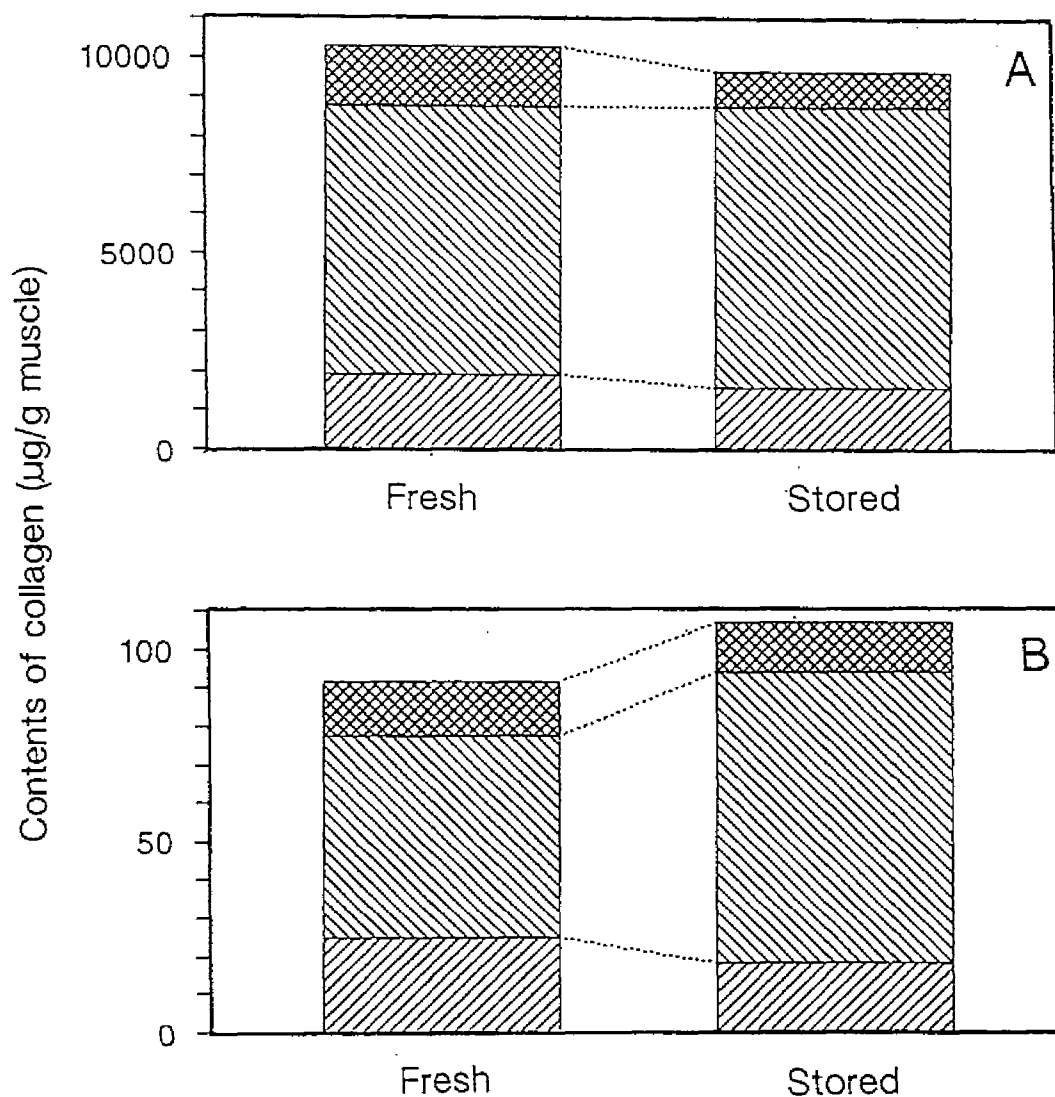 Contents of collagen (µg/g muscle)
10000
5000
0
A
Fresh Stored
100
50
0
B
Fresh Stored